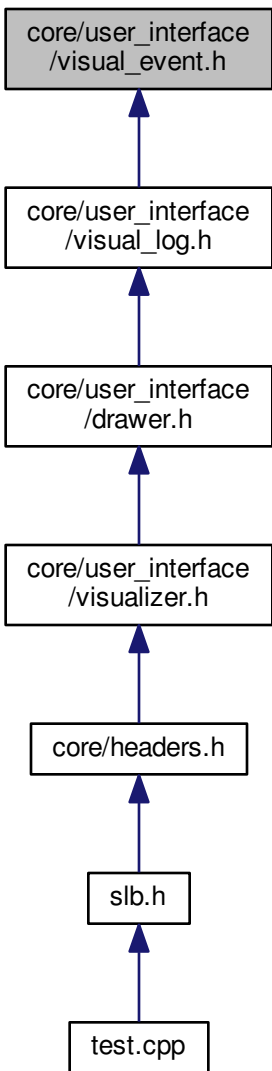 core/user_interface
/visual_event.h
core/user_interface
/visual_log.h
core/user_interface
/drawer.h
core/user_interface
/visualizer.h
core/headers.h
slb.h
test.cpp